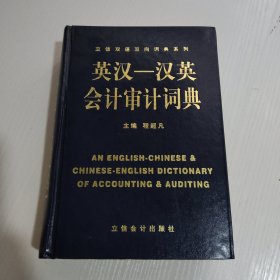 立信双语双向词典系列
英汉—汉英
会计审计词典
主编 程超凡
AN ENGLISH-CHINESE &
CHINESE-ENGLISH DICTIONARY
OF ACCOUNTING & AUDITING
立信会计出版社